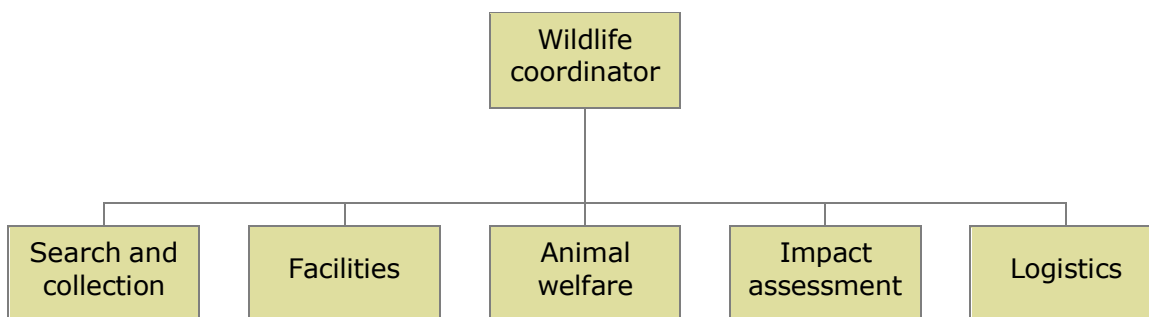 Wildlife
coordinator
Search and
collection
Facilities
Animal
welfare
Impact
assessment
Logistics